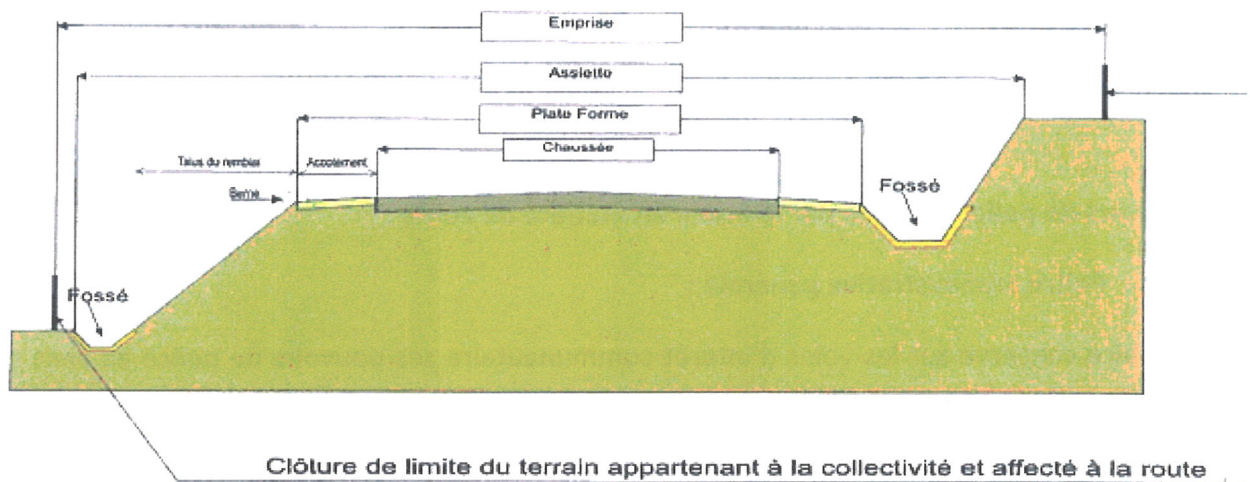 Emprise
Assiette
Plate Forme
Chaussée
Talus du remblai
Accotement
Berme
Fossé
Fossé
Clôture de limite du terrain appartenant à la collectivité et affecté à la route